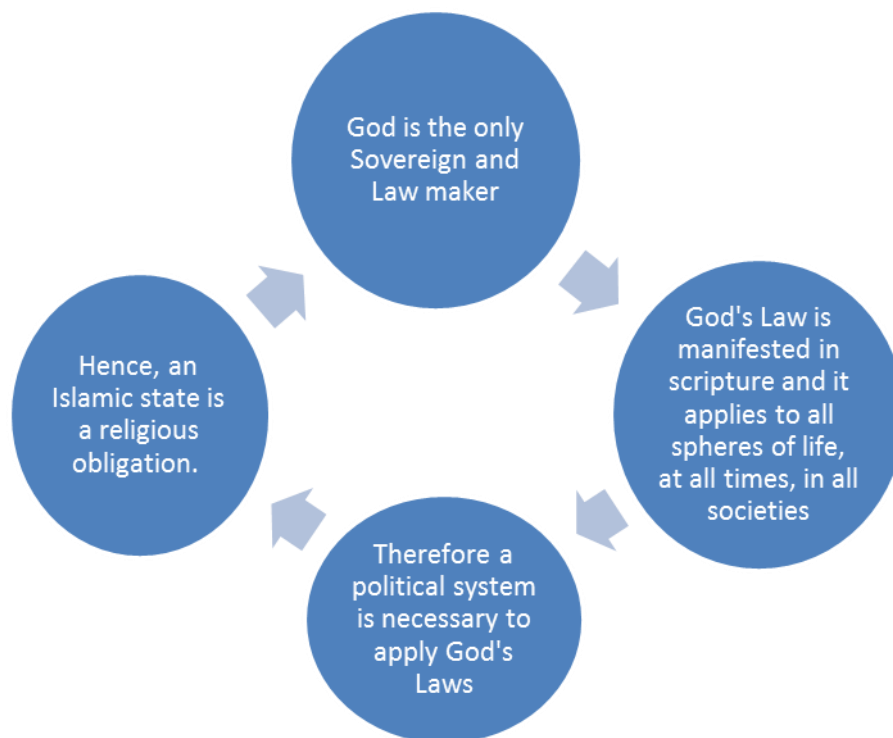 God is the only
Sovereign and
Law maker
God's Law is
manifested in
scripture and it
applies to all
spheres of life,
at all times, in all
societies
Therefore a
political system
is necessary to
apply God's
Laws
Hence, an
Islamic state is
a religious
obligation.